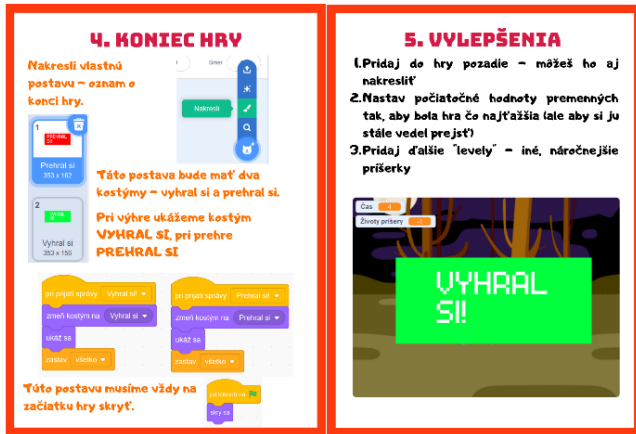 4. KONIEC HRY
Nakresli vlastnú
postavu - oznam o
konci hry.
Smer
Nakresli
1
PREHRAL
SI!
Prehral si
353 x 162
2
VYHRAL
SI!
Vyhral si
353 x 150
Táto postava bude mať dva
kostýmy - vyhral si a prehral si.
Pri výhre ukážeme kostým
VYHRAL SI, pri prehre
PREHRAL SI
pri prijatí správy Vyhral si!
zmeň kostým na Vyhral si
ukáž sa
zastav všetko
pri prijatí správy Prehral si!
zmeň kostým na Prehral si
ukáž sa
zastav všetko
Túto postavu musíme vždy na
začiatku hry skryť.
skry sa
5. VYLEPŠENIA
1. Pridaj do hry pozadie - môžeš ho aj
nakresliť
2. Nastav počiatočné hodnoty premenných
tak, aby bola hra čo najťažšia (ale aby si ju
stále vedel prejsť)
3. Pridaj ďalšie "levely" - iné, náročnejšie
príšerky
Čas 4
Životy príšery
VYHRAL
SI!